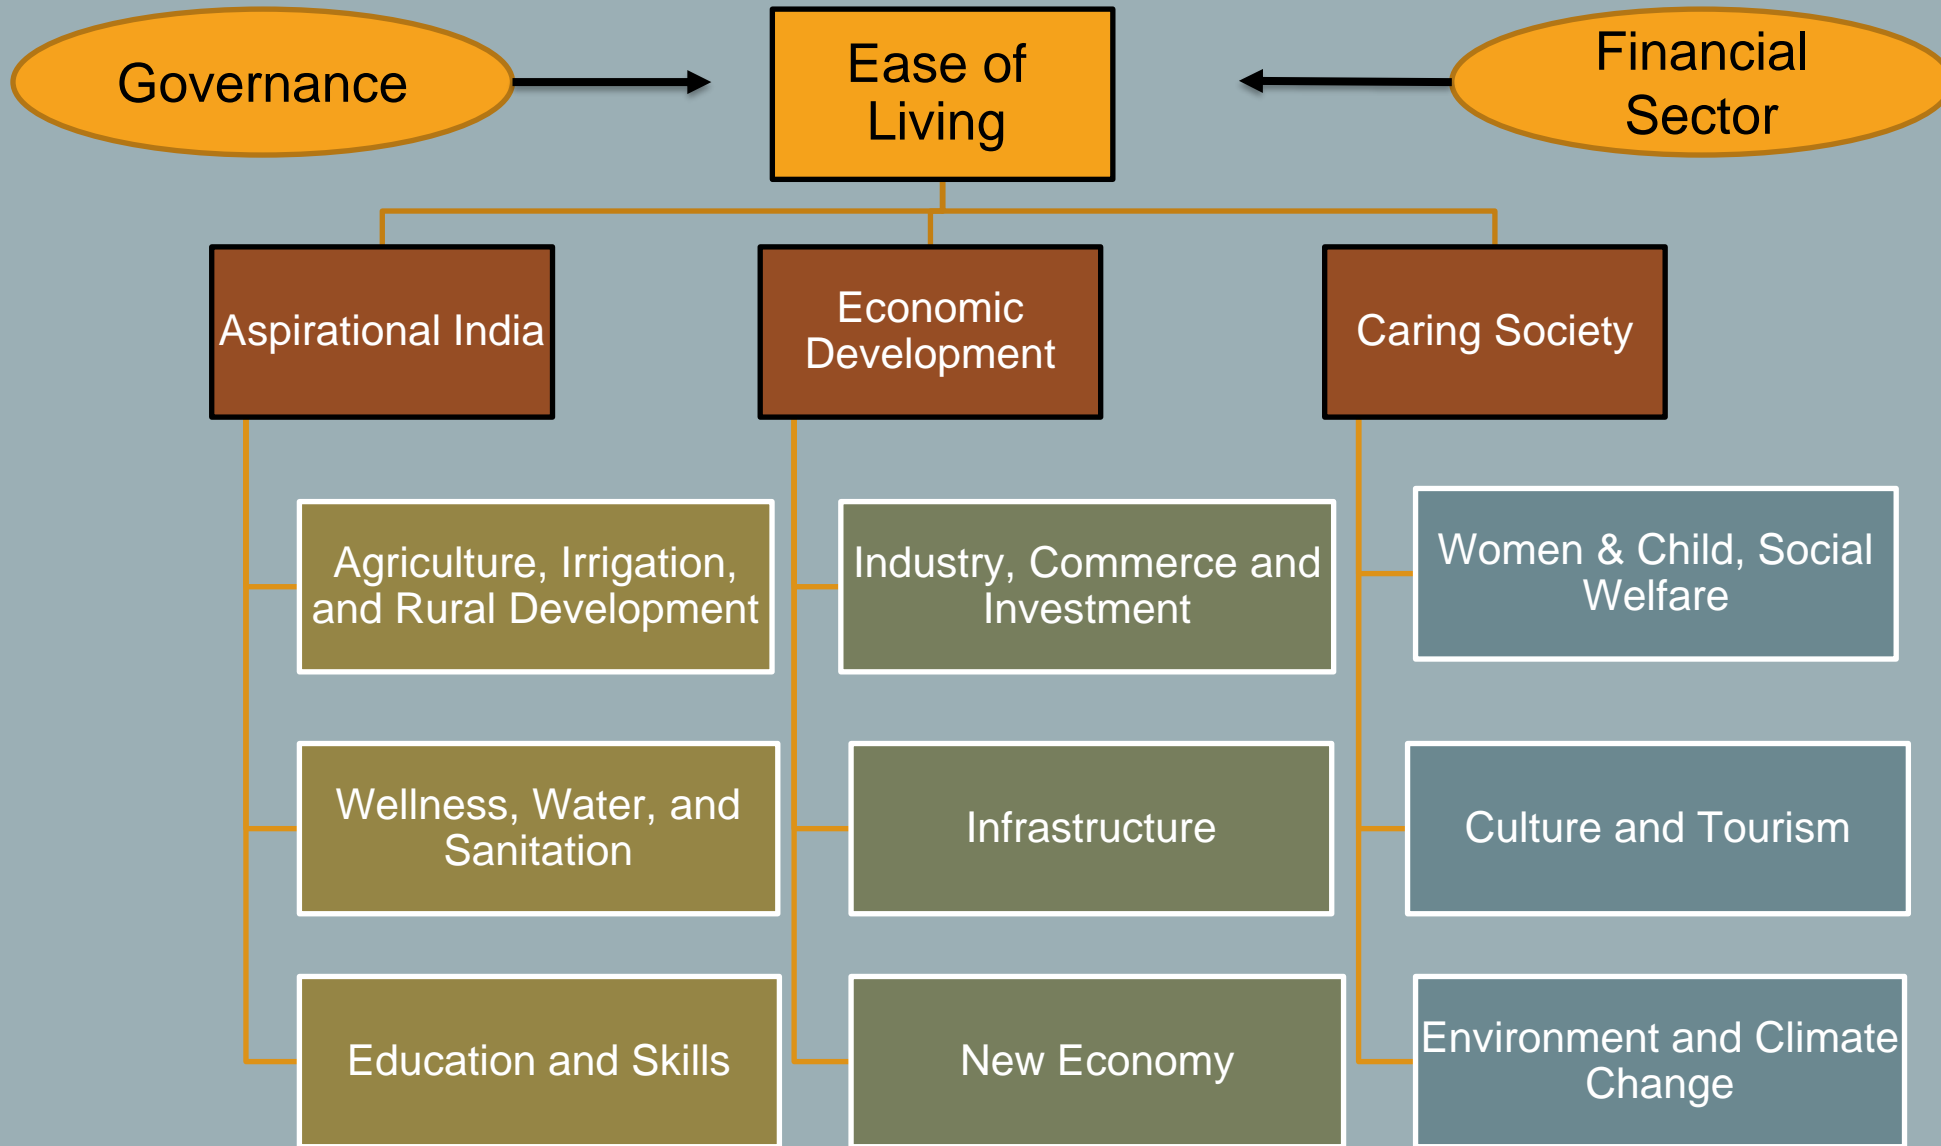 Governance
Ease of
Living
Financial
Sector
Aspirational India
Economic
Development
Caring Society
Agriculture, Irrigation,
and Rural Development
Industry, Commerce and
Investment
Women & Child, Social
Welfare
Wellness, Water, and
Sanitation
Infrastructure
Culture and Tourism
Education and Skills
New Economy
Environment and Climate
Change